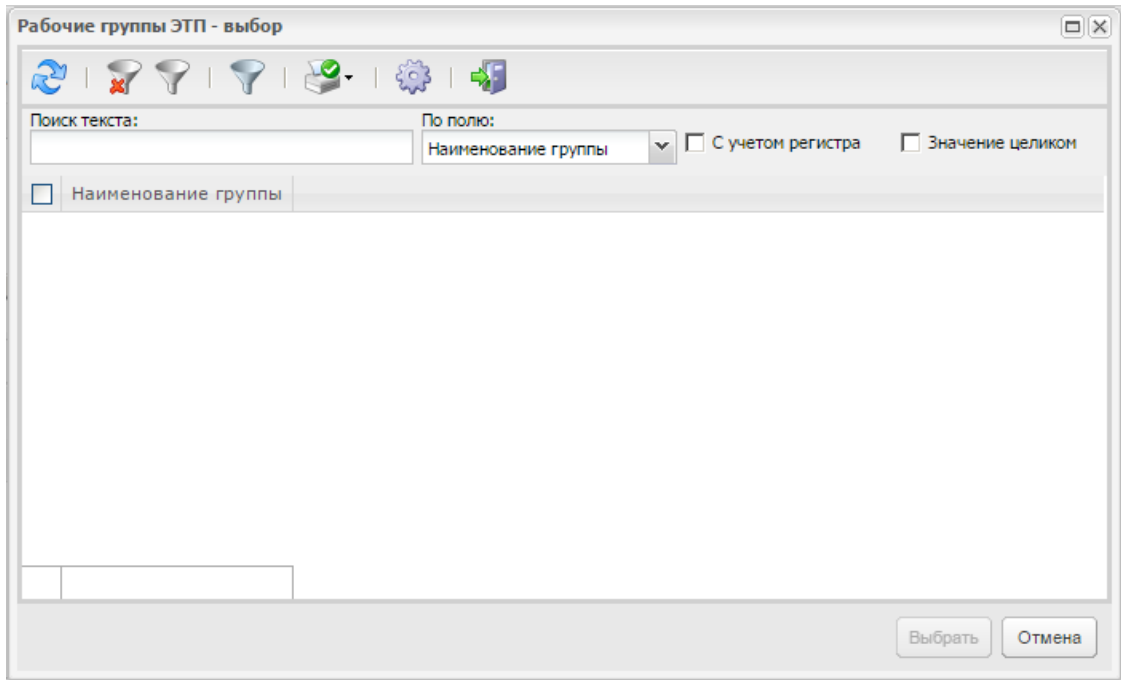 Рабочие группы ЭТП - выбор
Поиск текста:
По полю:
Наименование группы
С учетом регистра
Значение целиком
Наименование группы
Выбрать
Отмена